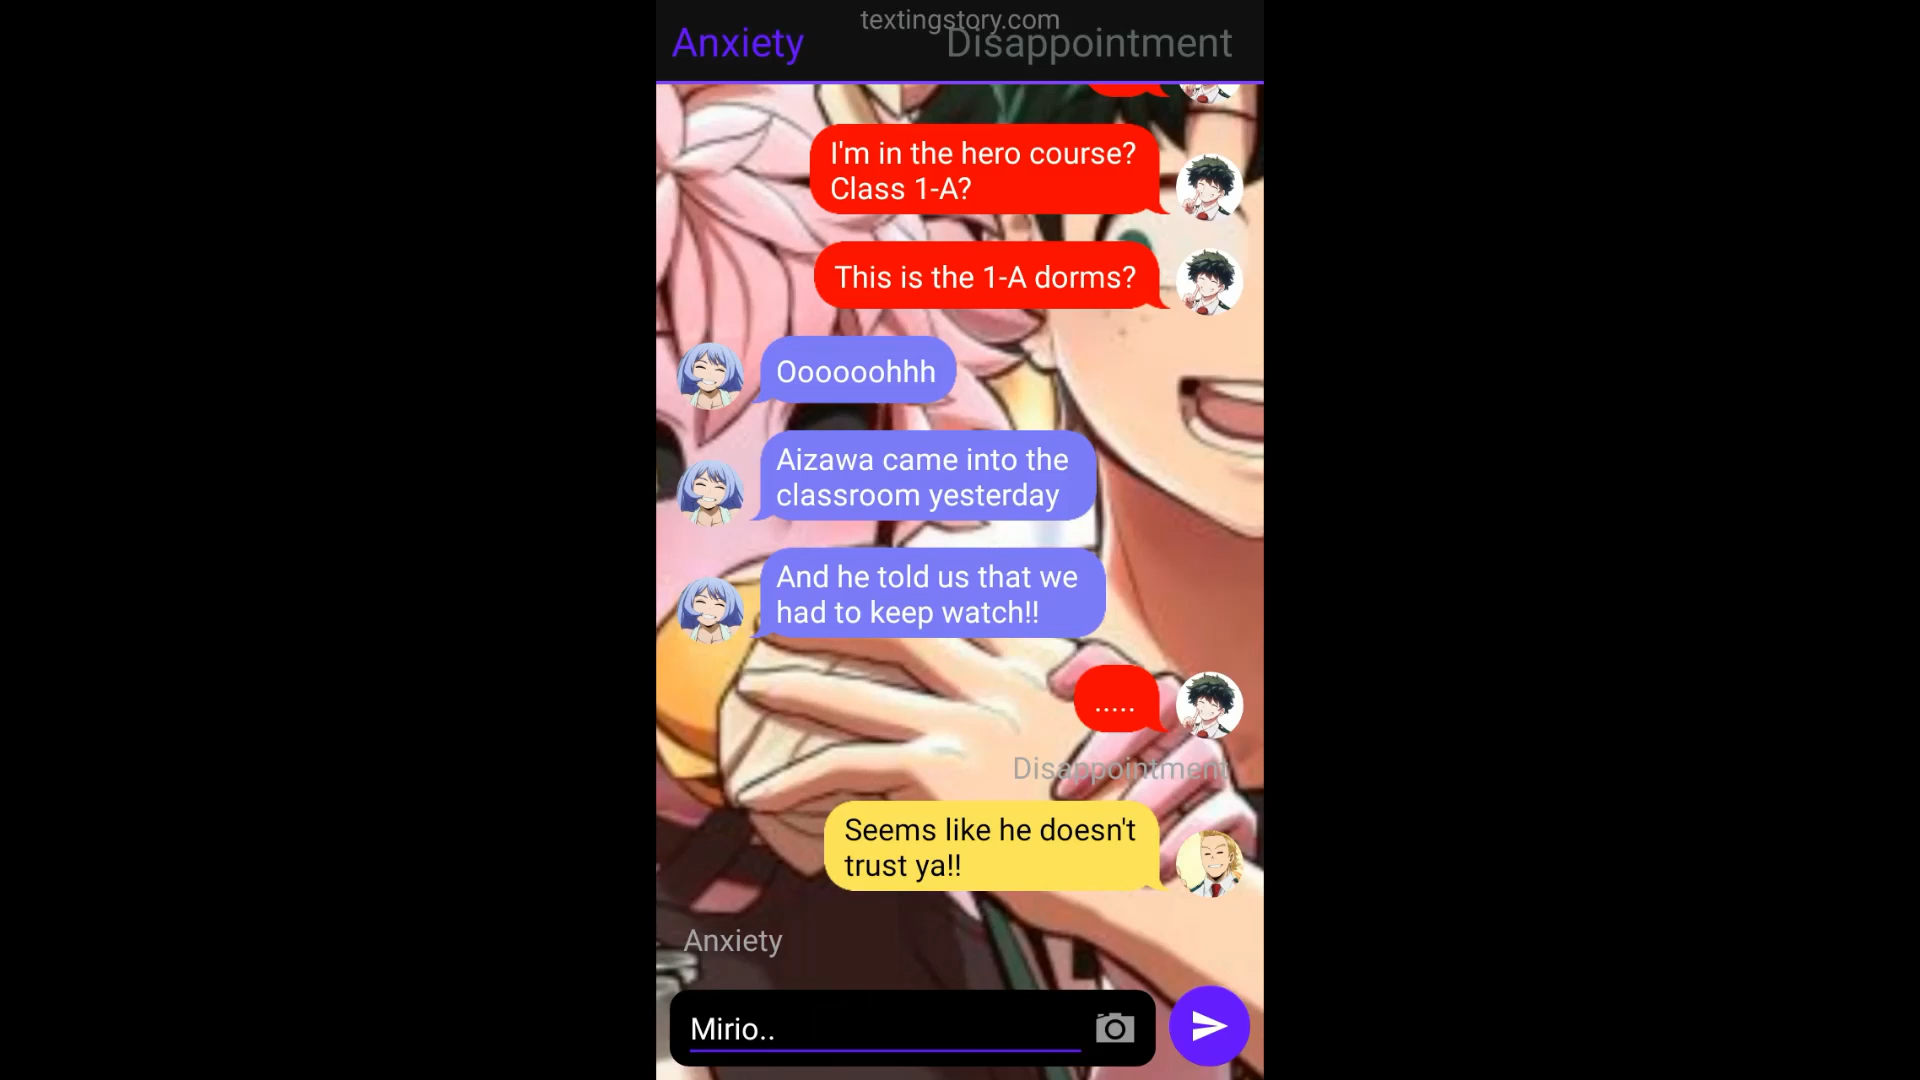 textingstory.com
Anxiety
Disappointment
I'm in the hero course?
Class 1-A?
This is the 1-A dorms?
Oooooohhh
Aizawa came into the
classroom yesterday
And he told us that we
had to keep watch!!
.....
Disappointment
Seems like he doesn't
trust ya!!
Anxiety
Mirio..